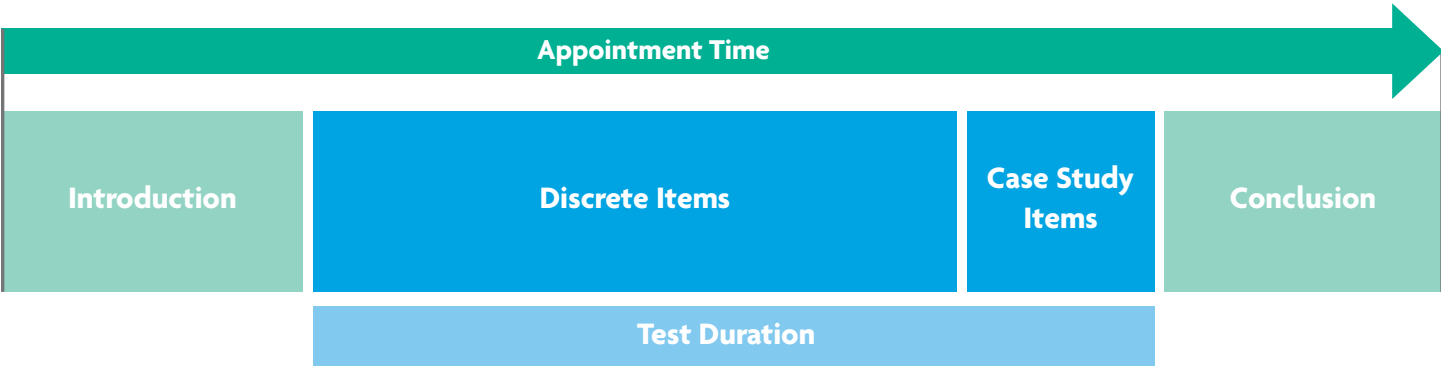 Appointment Time
Introduction
Discrete Items
Case Study
Items
Conclusion
Test Duration